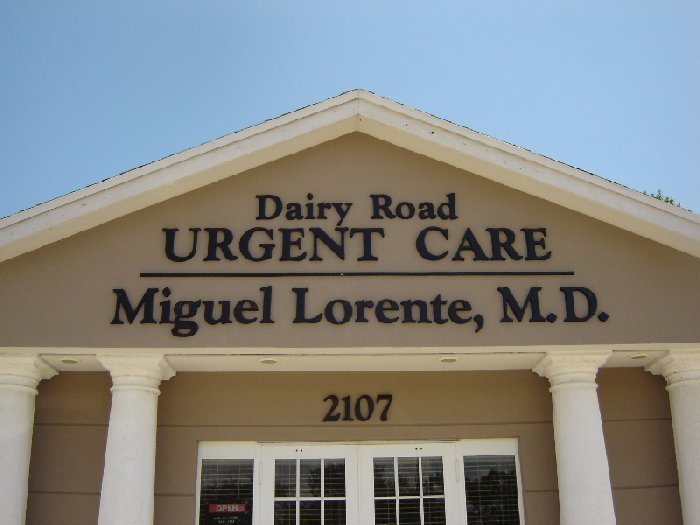 Dairy Road
URGENT CARE
Miguel Lorente, M.D.
2107
OPEN